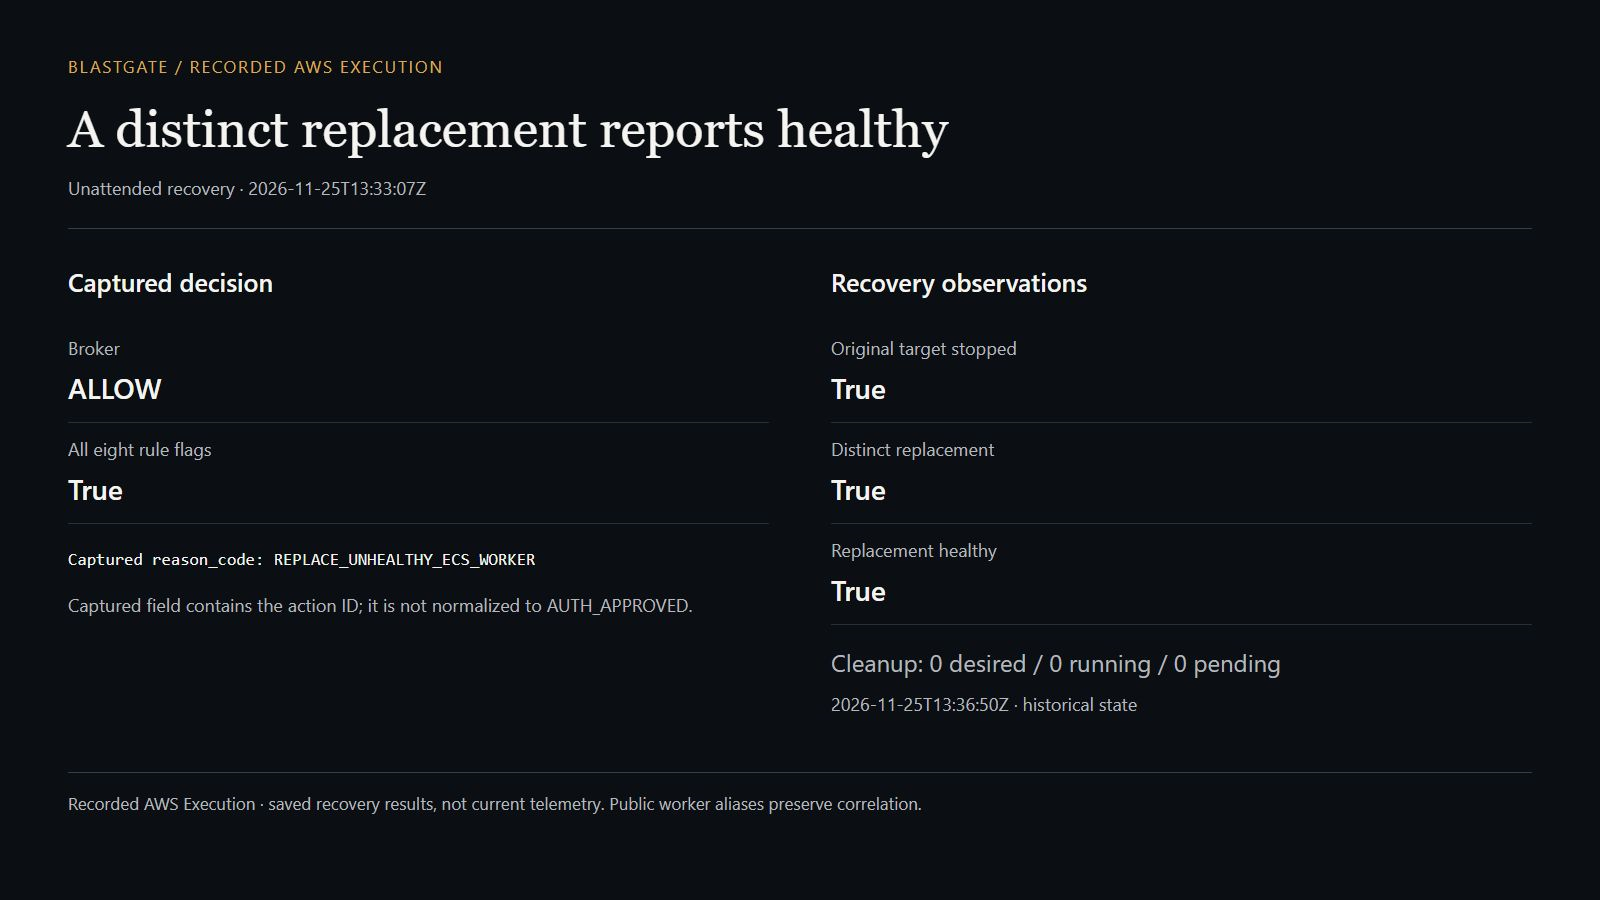 BLASTGATE / RECORDED AWS EXECUTION
A distinct replacement reports healthy
Unattended recovery · 2026-11-25T13:33:07Z
Captured decision
Broker
ALLOW
All eight rule flags
True
Captured reason_code: REPLACE_UNHEALTHY_ECS_WORKER
Captured field contains the action ID; it is not normalized to AUTH_APPROVED.
Recovery observations
Original target stopped
True
Distinct replacement
True
Replacement healthy
True
Cleanup: 0 desired / 0 running / 0 pending
2026-11-25T13:36:50Z · historical state
Recorded AWS Execution · saved recovery results, not current telemetry. Public worker aliases preserve correlation.